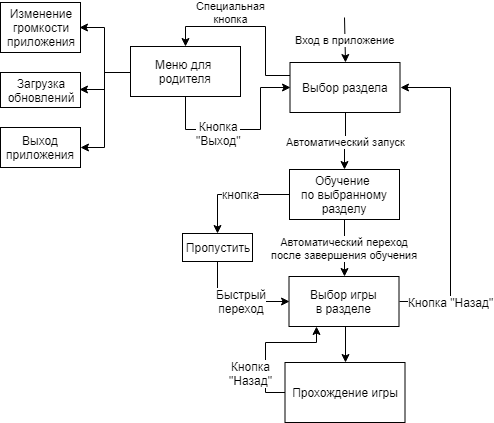 Изменение
громкости
приложения
Специальная
кнопка
Вход в приложение
Меню для
родителя
Загрузка
обновлений
Выбор раздела
Кнопка
"Выход"
Выход
приложения
Автоматический запуск
Обучение
по выбранному
разделу
кнопка
Пропустить
Автоматический переход
после завершения обучения
Быстрый
переход
Выбор игры
в разделе
Кнопка "Назад"
Кнопка
"Назад"
Прохождение игры